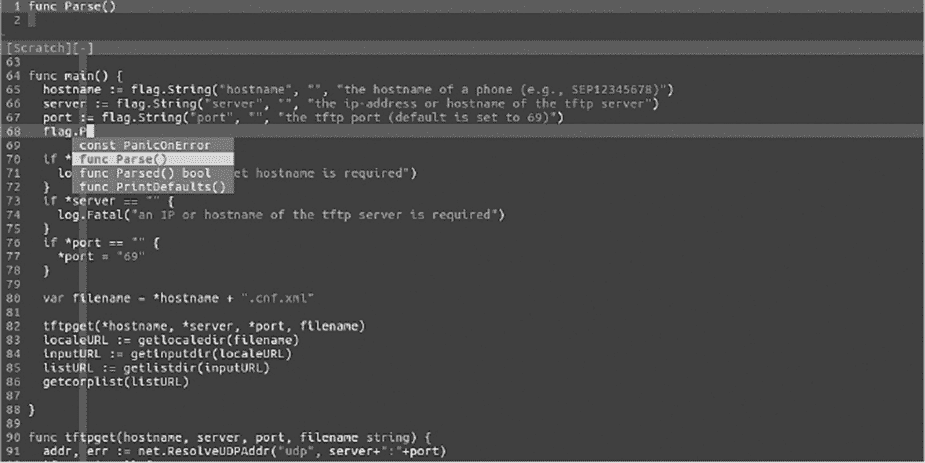 1 func Parse()
2
[Scratch][-]
63
64 func main() {
65 hostname := flag.String("hostname", "", "the hostname of a phone (e.g., SEP12345678)")
66 server := flag.String("server", "", "the ip-address or hostname of the tftp server")
67 port := flag.String("port", "", "the tftp port (default is set to 69)")
68 flag.P
69 const PanicOnError
70 if * func Parse()
71 lo func Parsed() bool et hostname is required")
72 } func PrintDefaults()
73 if *server == "" {
74 log.Fatal("an IP or hostname of the tftp server is required")
75 }
76 if *port == "" {
77 *port = "69"
78 }
79
80 var filename = *hostname + ".cnf.xml"
81
82 tftpget(*hostname, *server, *port, filename)
83 localeURL := getlocaledir(filename)
84 inputURL := getinputdir(localeURL)
85 listURL := getlistdir(inputURL)
86 getcorplist(listURL)
87
88 }
89
90 func tftpget(hostname, server, port, filename string) {
91 addr, err := net.ResolveUDPAddr("udp", server+":"+port)